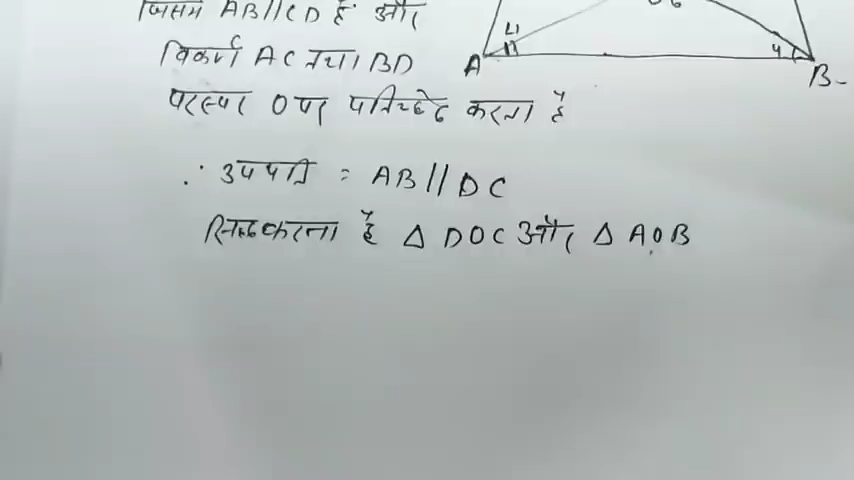 जिसमें AB//CD है और
विकर्ण AC तथा BD
परस्पर O पर प्रतिच्छेद करता है
∴ उपपति = AB//DC
सिद्ध करना है △ DOC और △ AOB
A
B
4